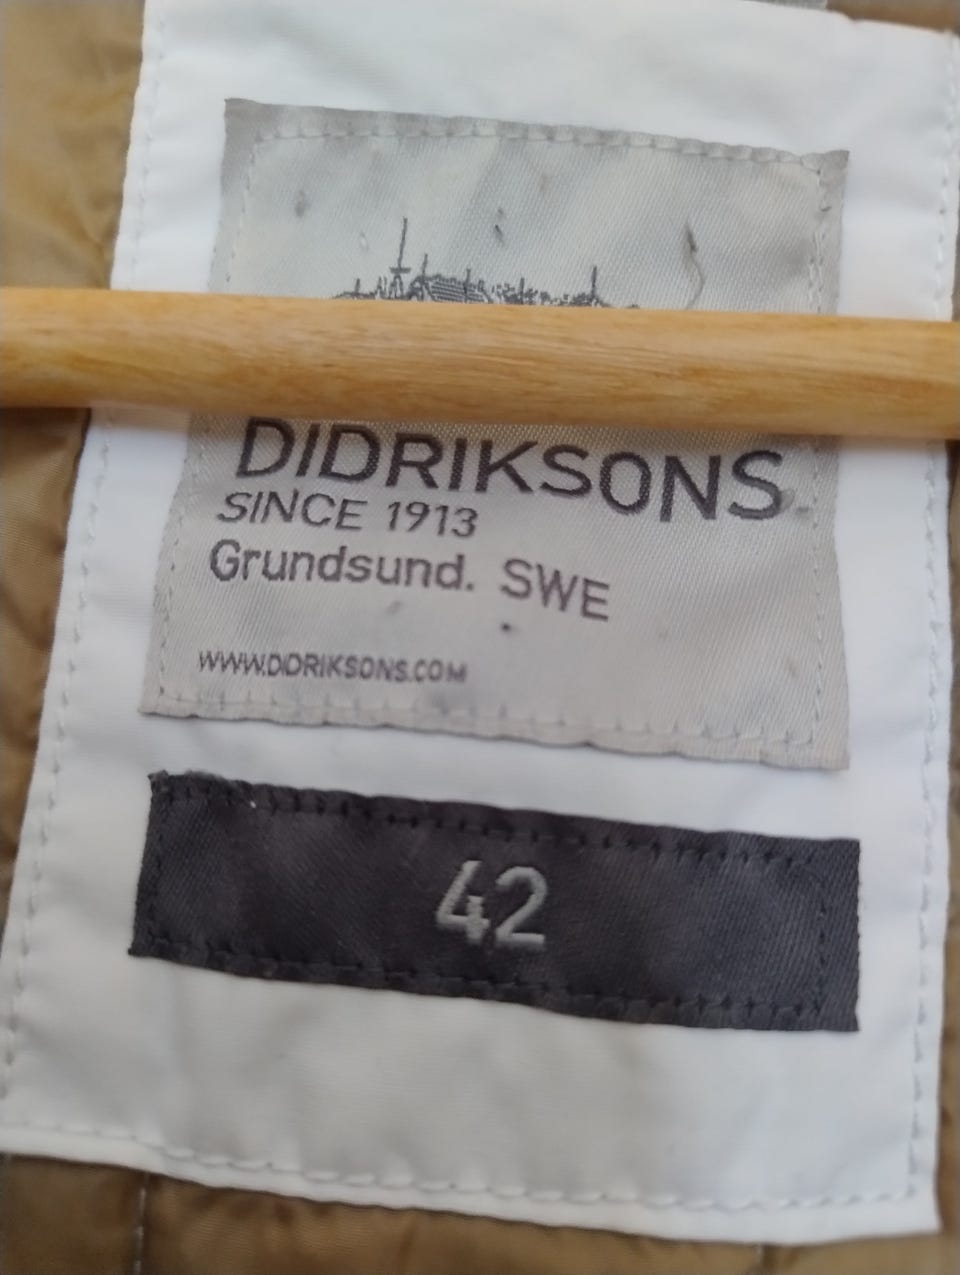 DIDRIKSONS
SINCE 1913
Grundsund. SWE
WWW.DIDRIKSONS.COM
42